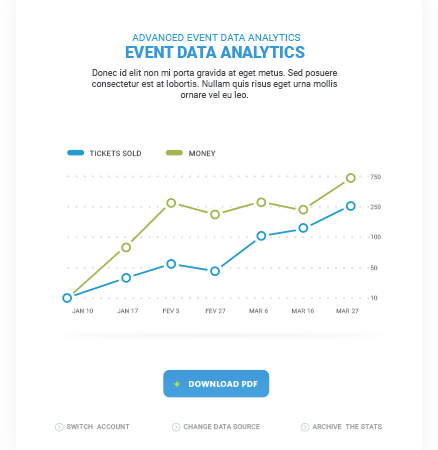 ADVANCED EVENT DATA ANALYTICS
EVENT DATA ANALYTICS
Donec id elit non mi porta gravida at eget metus. Sed posuere
consectetur est at lobortis. Nullam quis risus eget urna mollis
ornare vel eu leo.
TICKETS SOLD MONEY
750
250
100
50
10
JAN 10 JAN 17 FEV 3 FEV 27 MAR 6 MAR 16 MAR 27
DOWNLOAD PDF
SWITCH ACCOUNT CHANGE DATA SOURCE ARCHIVE THE STATS